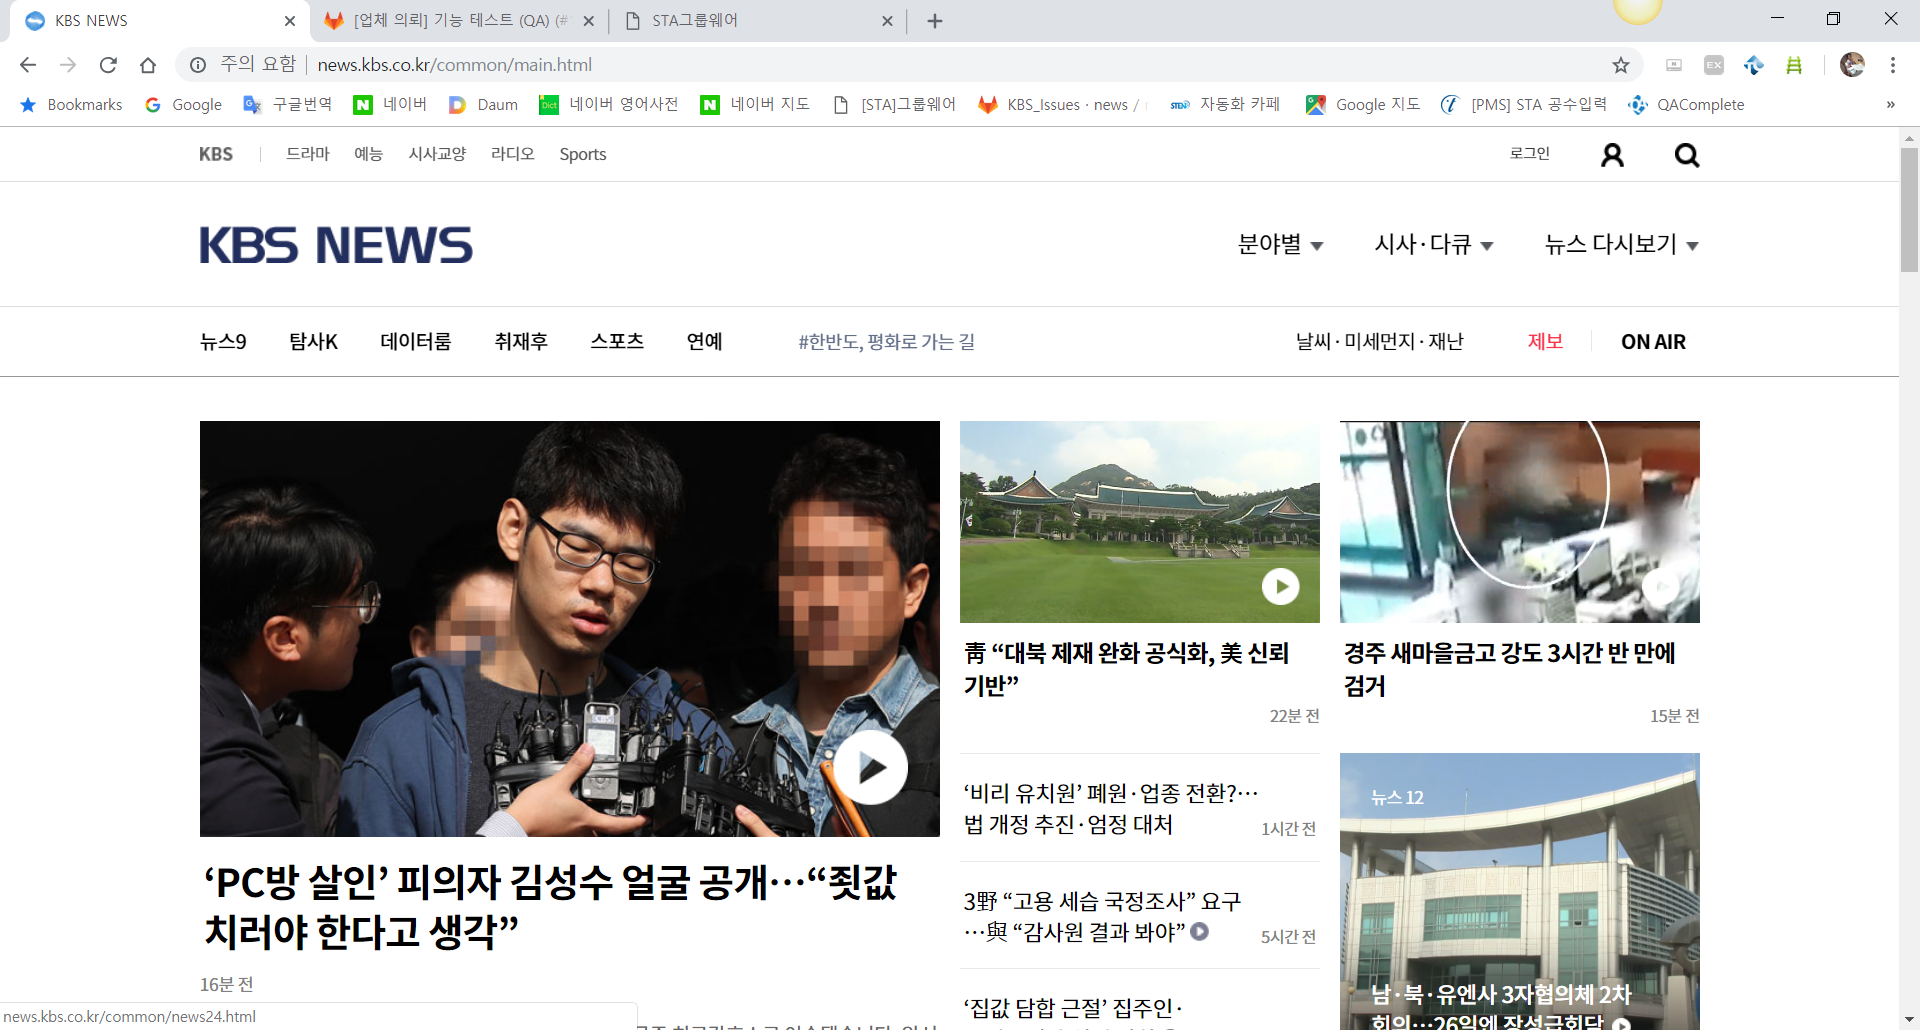 KBS NEWS
[업체 의뢰] 기능 테스트 (QA) (#
STA그룹웨어
주의 요함 news.kbs.co.kr/common/main.html
Bookmarks Google 구글번역 네이버 Daum 네이버 영어사전 네이버 지도 [STA]그룹웨어 KBS_Issues · news / 자동화 카페 Google 지도 [PMS] STA 공수입력 QAComplete »
KBS 드라마 예능 시사교양 라디오 Sports 로그인
KBS NEWS
분야별 시사·다큐 뉴스 다시보기
뉴스9 탐사K 데이터룸 취재후 스포츠 연예 #한반도, 평화로 가는 길 날씨·미세먼지·재난 제보 ON AIR
‘PC방 살인’ 피의자 김성수 얼굴 공개…“죗값
치러야 한다고 생각”
16분 전
靑 “대북 제재 완화 공식화, 美 신뢰
기반”
22분 전
‘비리 유치원’ 폐원·업종 전환?…
법 개정 추진·엄정 대처
1시간 전
3野 “고용 세습 국정조사” 요구
…與 “감사원 결과 봐야”
5시간 전
‘집값 담합 근절’ 집주인·
경주 새마을금고 강도 3시간 반 만에
검거
15분 전
뉴스 12
남·북·유엔사 3자협의체 2차
회의…26일엔 장성급회담
news.kbs.co.kr/common/news24.html